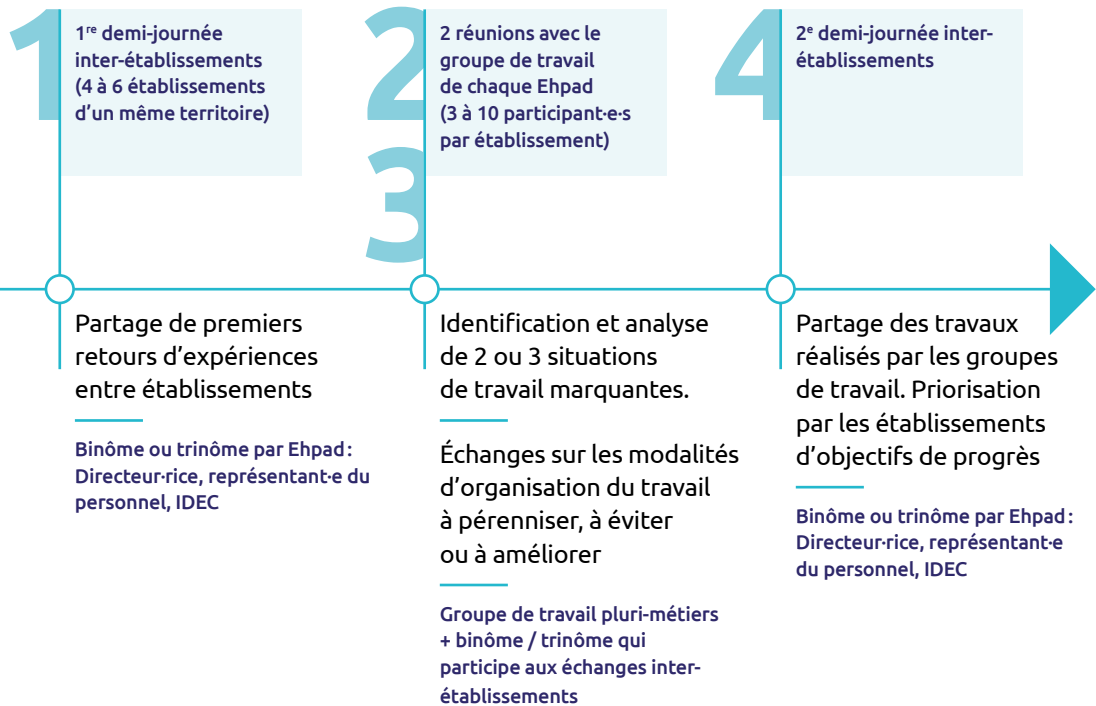 1
1re demi-journée
inter-établissements
(4 à 6 établissements
d’un même territoire)
Partage de premiers
retours d’expériences
entre établissements
Binôme ou trinôme par Ehpad :
Directeur·rice, représentant·e du
personnel, IDEC
2
3
2 réunions avec le
groupe de travail
de chaque Ehpad
(3 à 10 participant·e·s
par établissement)
Identification et analyse
de 2 ou 3 situations
de travail marquantes.
Échanges sur les modalités
d’organisation du travail
à pérenniser, à éviter
ou à améliorer
Groupe de travail pluri-métiers
+ binôme / trinôme qui
participe aux échanges inter-
établissements
4
2e demi-journée inter-
établissements
Partage des travaux
réalisés par les groupes
de travail. Priorisation
par les établissements
d’objectifs de progrès
Binôme ou trinôme par Ehpad :
Directeur·rice, représentant·e
du personnel, IDEC